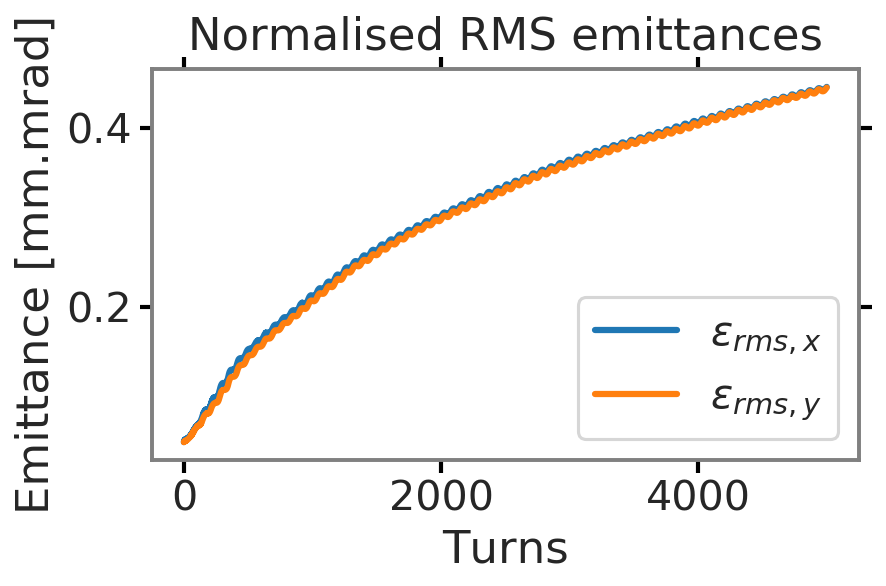 Normalised RMS emittances
Emittance [mm.mrad]
0.4
0.2
ε_{rms, x}
ε_{rms, y}
0 2000 4000
Turns